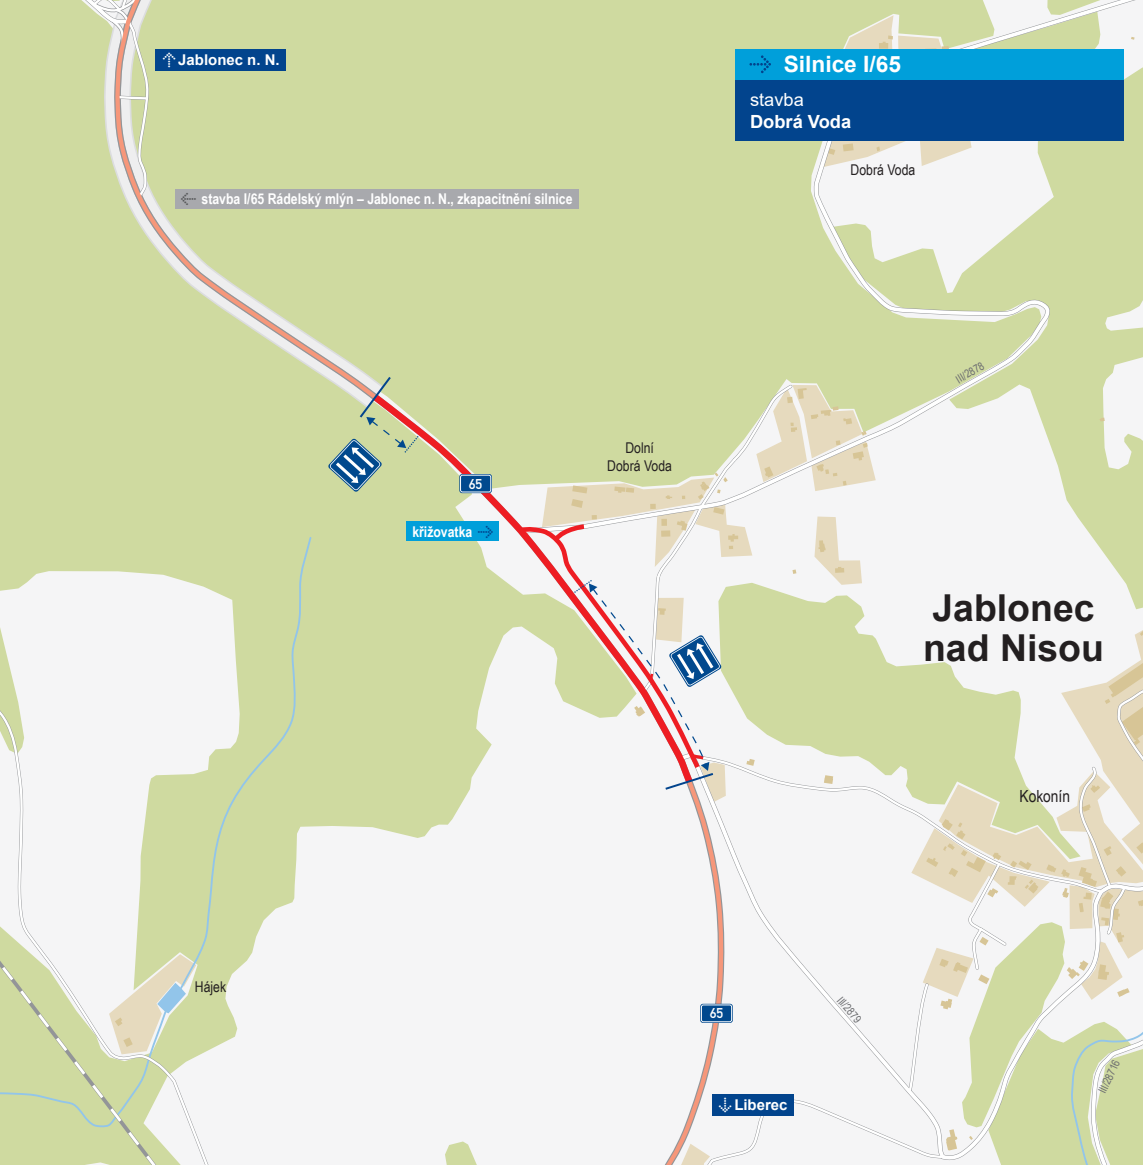 Jablonec n. N.
Silnice I/65
stavba
Dobrá Voda
Dobrá Voda
stavba I/65 Rádelský mlýn – Jablonec n. N., zkapacitnění silnice
III/2878
Dolní
Dobrá Voda
65
křižovatka
Jablonec
nad Nisou
Kokonín
Hájek
65
III/2879
III/28716
Liberec